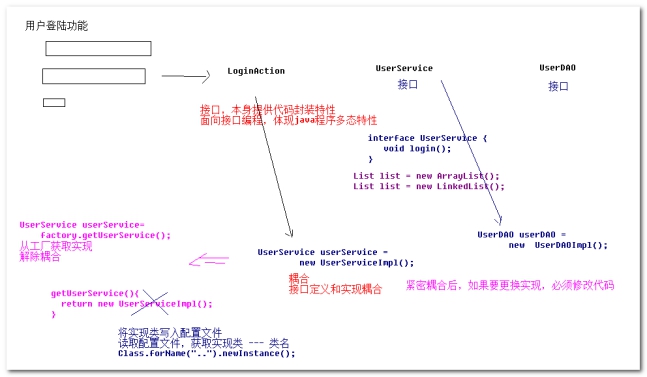 用户登陆功能
LoginAction
UserService
接口
UserDAO
接口
接口，本身提供代码封装特性
面向接口编程，体现java程序多态特性
interface UserService {
void login();
}
List list = new ArrayList();
List list = new LinkedList();
UserService userService=
factory.getUserService();
从工厂获取实现
解除耦合
UserService userService =
new UserServiceImpl();
耦合
接口定义和实现耦合
UserDAO userDAO =
new UserDAOImpl();
紧密耦合后，如果要更换实现，必须修改代码
getUserService(){
return new UserServiceImpl();
}
将实现类写入配置文件
读取配置文件，获取实现类 --- 类名
Class.forName("..").newInstance();